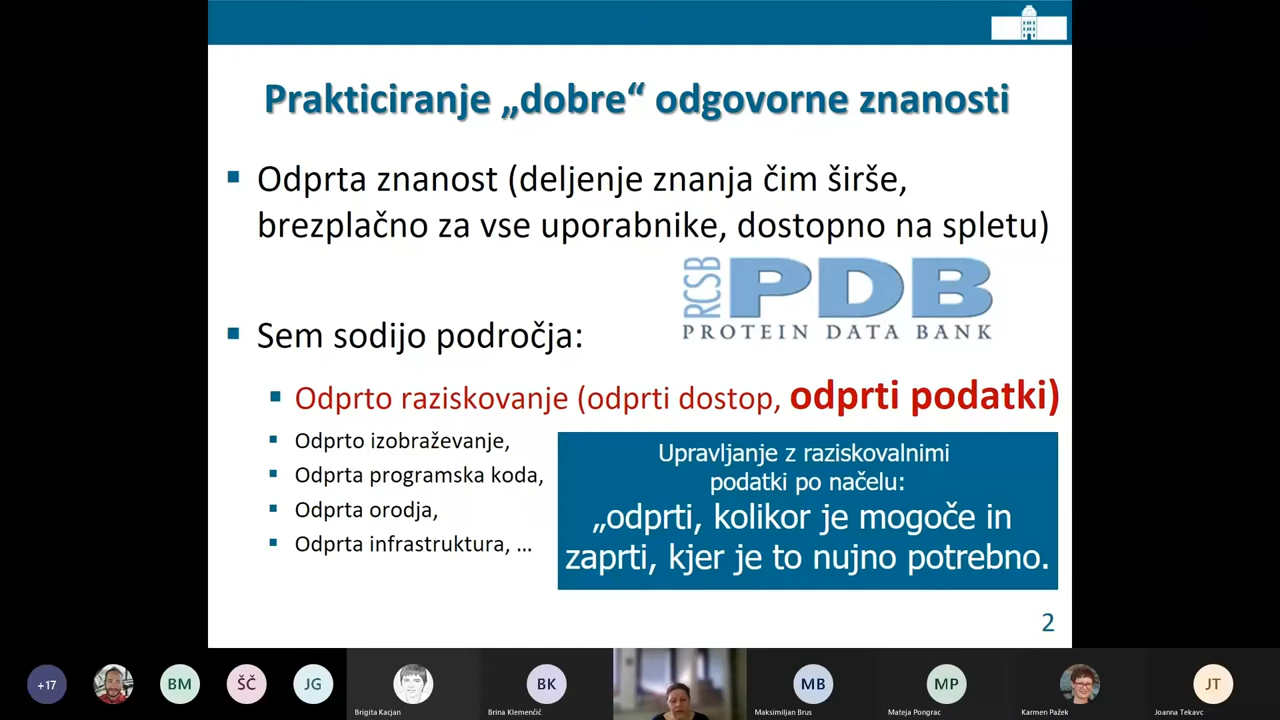 Prakticiranje „dobre“ odgovorne znanosti
Odprta znanost (deljenje znanja čim širše,
brezplačno za vse uporabnike, dostopno na spletu)
RCSB
PDB
PROTEIN DATA BANK
Sem sodijo področja:
Odprto raziskovanje (odprti dostop, odprti podatki)
Odprto izobraževanje,
Odprta programska koda,
Odprta orodja,
Odprta infrastruktura, …
Upravljanje z raziskovalnimi
podatki po načelu:
„odprti, kolikor je mogoče in
zaprti, kjer je to nujno potrebno.
2
+17
BM
ŠČ
JG
Brigita Kacjan
BK
Brina Klemenčič
MB
Maksimiljan Brus
MP
Mateja Pongrac
Karmen Pažek
JT
Joanna Tekavc